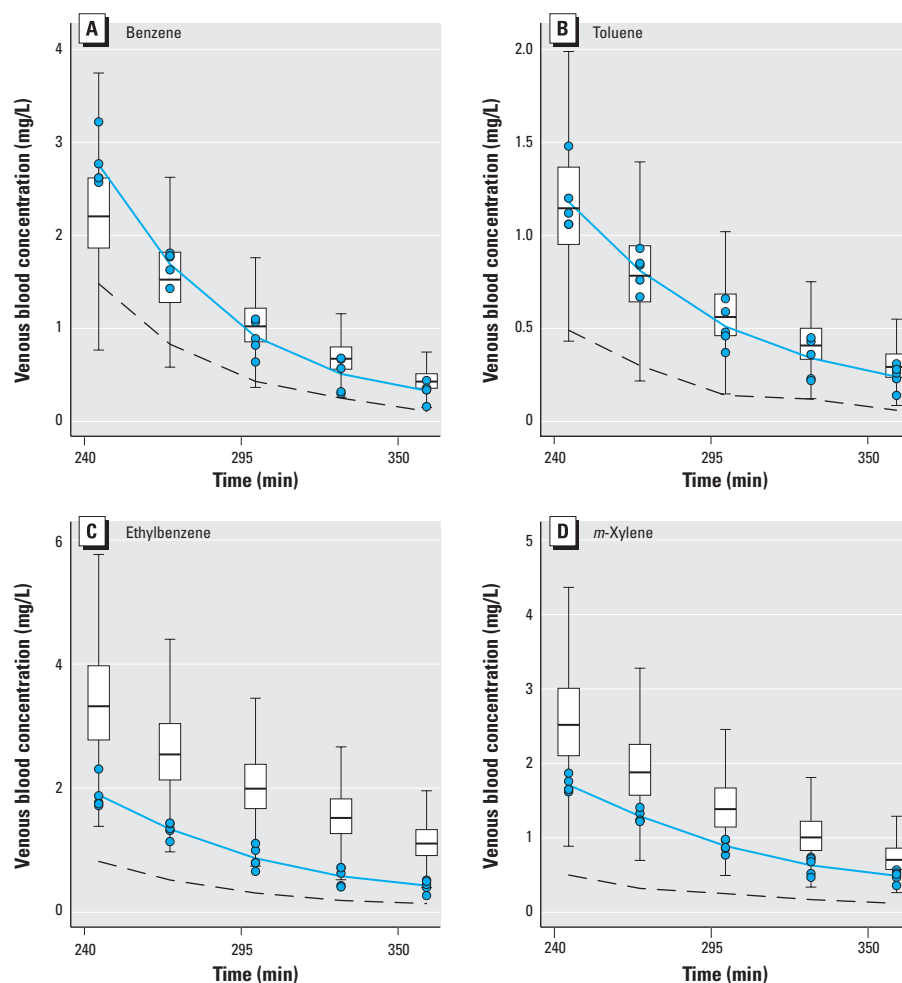 A Benzene
Venous blood concentration (mg/L)
4
3
2
1
0
240 295 350
Time (min)
B Toluene
Venous blood concentration (mg/L)
2.0
1.5
1.0
0.5
0
240 295 350
Time (min)
C Ethylbenzene
Venous blood concentration (mg/L)
6
4
2
0
240 295 350
Time (min)
D m-Xylene
Venous blood concentration (mg/L)
5
4
3
2
1
0
240 295 350
Time (min)